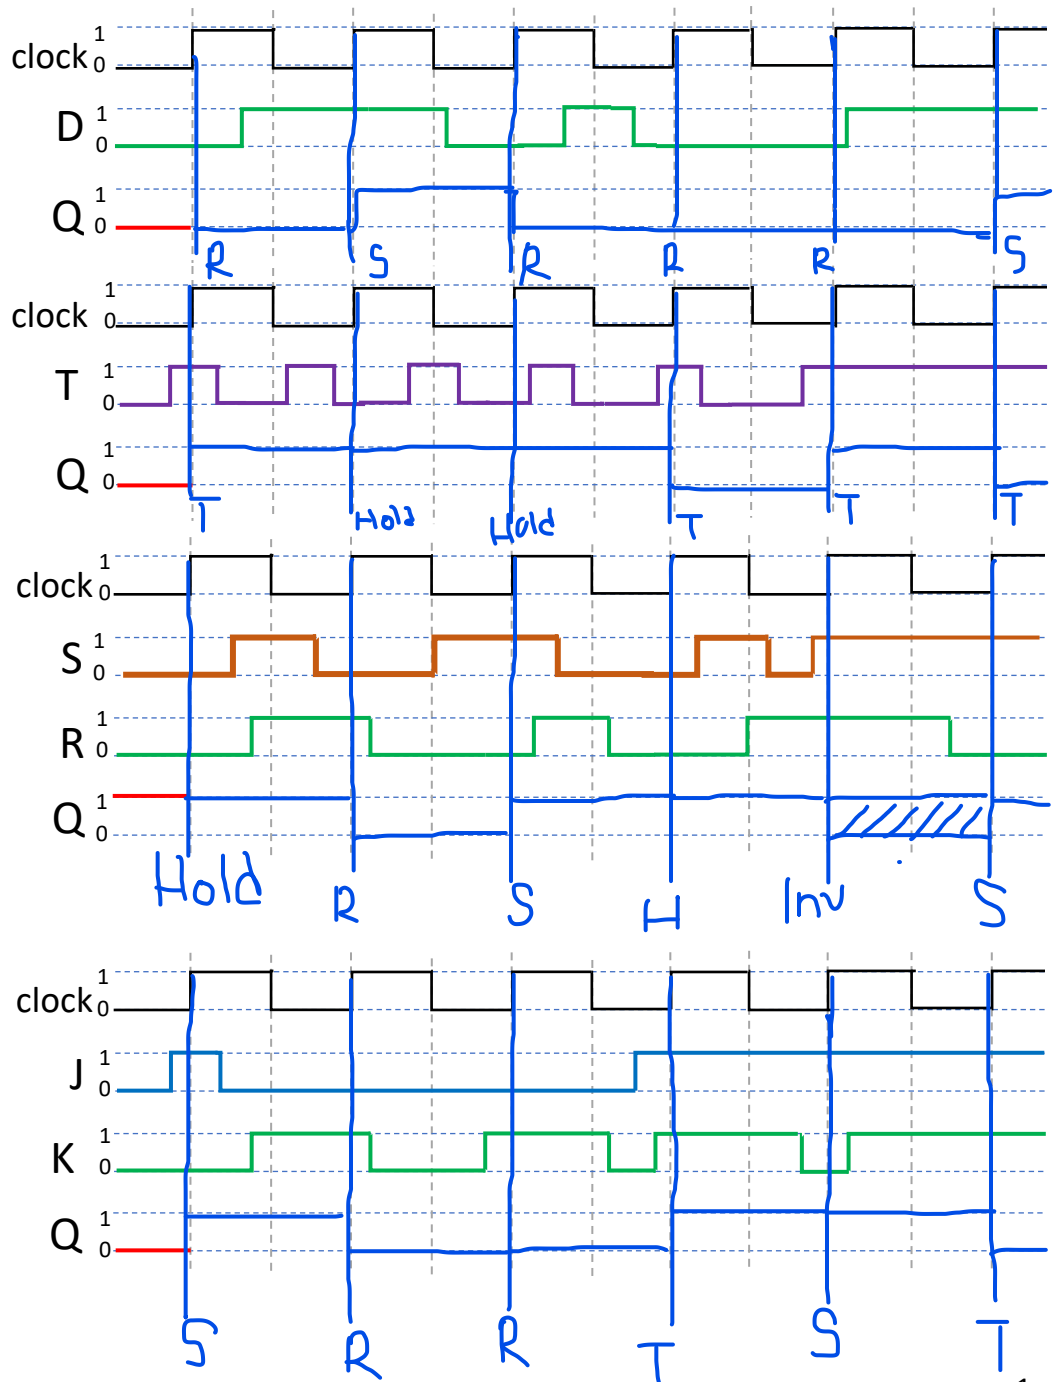 clock 1 0
D 1 0
Q 1 0
R S R R R S
clock 1 0
T 1 0
Q 1 0
T Hold Hold T T T
clock 1 0
S 1 0
R 1 0
Q 1 0
Hold R S H Inv S
clock 1 0
J 1 0
K 1 0
Q 1 0
S R R T S T